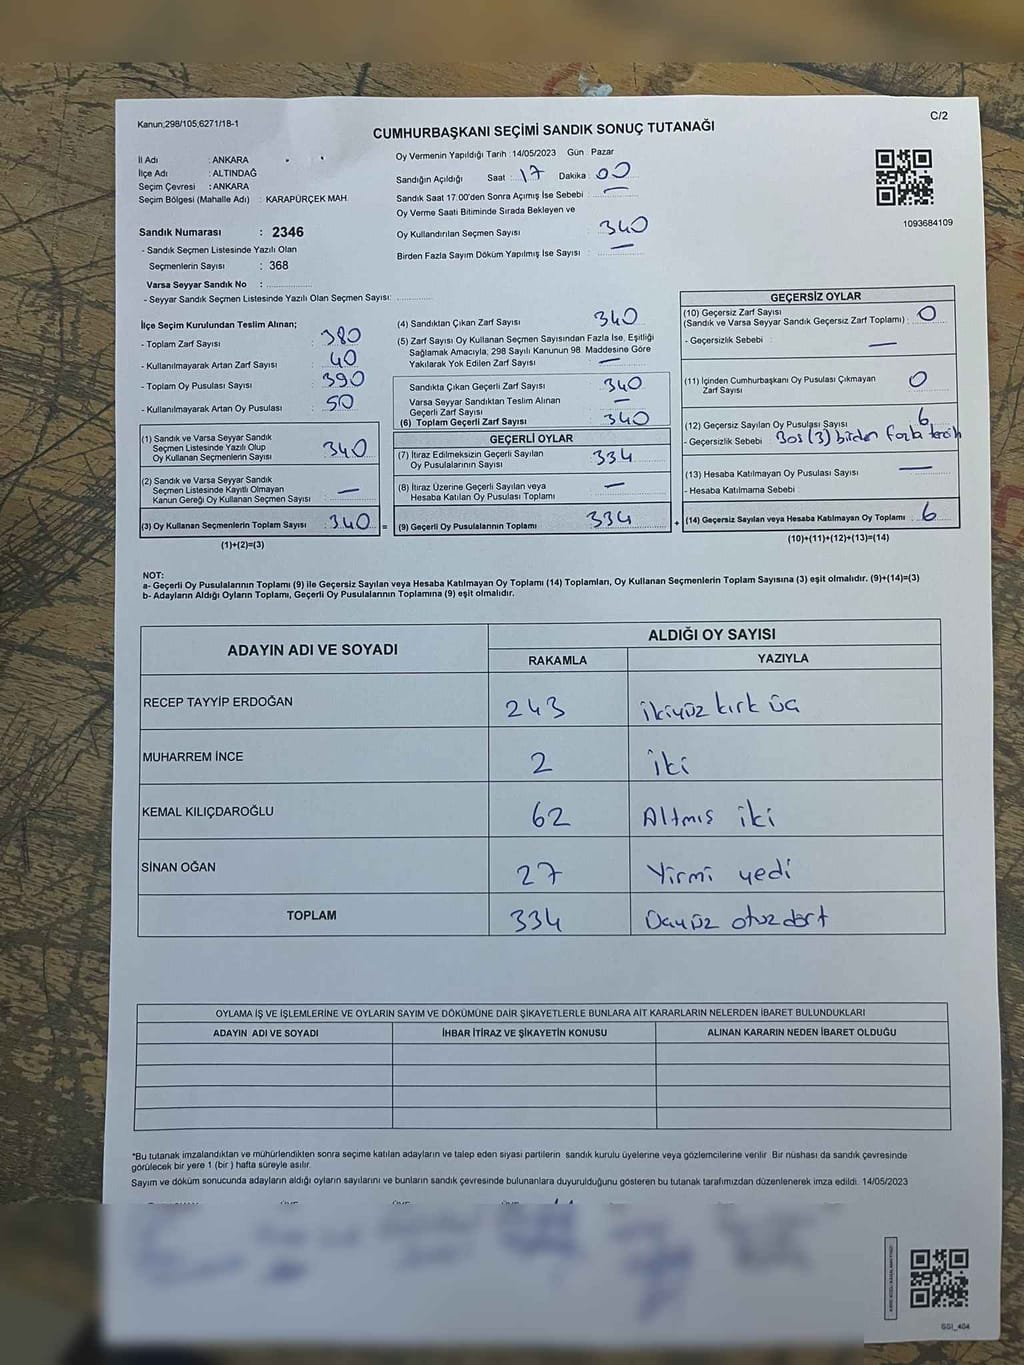 Kanun,298/105,6271/18-1
C/2
CUMHURBAŞKANI SEÇİMİ SANDIK SONUÇ TUTANAĞI
İl Adı : ANKARA
İlçe Adı : ALTINDAĞ
Seçim Çevresi : ANKARA
Seçim Bölgesi (Mahalle Adı) : KARAPÜRÇEK MAH.
Oy Vermenin Yapıldığı Tarih :14/05/2023 Gün : Pazar
Sandığın Açıldığı Saat : 17 Dakika : 00
Sandık Saat 17:00'den Sonra Açımış İse Sebebi : —
Oy Verme Saati Bitiminde Sırada Bekleyen ve
Oy Kullandırılan Seçmen Sayısı : 340
Birden Fazla Sayım Döküm Yapılmış İse Sayısı : —
1093684109
Sandık Numarası : 2346
- Sandık Seçmen Listesinde Yazılı Olan
Seçmenlerin Sayısı : 368
Varsa Seyyar Sandık No :
- Seyyar Sandık Seçmen Listesinde Yazılı Olan Seçmen Sayısı:
İlçe Seçim Kurulundan Teslim Alınan;
- Toplam Zarf Sayısı : 380
- Kullanılmayarak Artan Zarf Sayısı : 40
- Toplam Oy Pusulası Sayısı : 390
- Kullanılmayarak Artan Oy Pusulası : 50
(1) Sandık ve Varsa Seyyar Sandık
Seçmen Listesinde Yazılı Olup
Oy Kullanan Seçmenlerin Sayısı : 340
(2) Sandık ve Varsa Seyyar Sandık
Seçmen Listesinde Kayıtlı Olmayan
Kanun Gereği Oy Kullanan Seçmen Sayısı : —
(3) Oy Kullanan Seçmenlerin Toplam Sayısı : 340 =
(1)+(2)=(3)
(4) Sandıktan Çıkan Zarf Sayısı : 340
(5) Zarf Sayısı Oy Kullanan Seçmen Sayısından Fazla İse, Eşitliği
Sağlamak Amacıyla, 298 Sayılı Kanunun 98. Maddesine Göre
Yakılarak Yok Edilen Zarf Sayısı : —
Sandıkta Çıkan Geçerli Zarf Sayısı : 340
Varsa Seyyar Sandıktan Teslim Alınan
Geçerli Zarf Sayısı : —
(6) Toplam Geçerli Zarf Sayısı : 340
GEÇERLİ OYLAR
(7) İtiraz Edilmeksizin Geçerli Sayılan
Oy Pusulalarının Sayısı : 334
(8) İtiraz Üzerine Geçerli Sayılan veya
Hesaba Katılan Oy Pusulası Toplamı : —
(9) Geçerli Oy Pusulalarının Toplamı : 334 +
GEÇERSİZ OYLAR
(10) Geçersiz Zarf Sayısı
(Sandık ve Varsa Seyyar Sandık Geçersiz Zarf Toplamı) : 0
- Geçersizlik Sebebi : —
(11) İçinden Cumhurbaşkanı Oy Pusulası Çıkmayan
Zarf Sayısı : 0
(12) Geçersiz Sayılan Oy Pusulası Sayısı : 6
- Geçersizlik Sebebi : Bos (3) birden fazla tercih
(13) Hesaba Katılmayan Oy Pusulası Sayısı : —
- Hesaba Katılmama Sebebi :
(14) Geçersiz Sayılan veya Hesaba Katılmayan Oy Toplamı : 6
(10)+(11)+(12)+(13)=(14)
NOT:
a- Geçerli Oy Pusulalarının Toplamı (9) ile Geçersiz Sayılan veya Hesaba Katılmayan Oy Toplamı (14) Toplamları, Oy Kullanan Seçmenlerin Toplam Sayısına (3) eşit olmalıdır. (9)+(14)=(3)
b- Adayların Aldığı Oyların Toplamı, Geçerli Oy Pusulalarının Toplamına (9) eşit olmalıdır.
ADAYIN ADI VE SOYADI
ALDIĞI OY SAYISI
RAKAMLA YAZIYLA
RECEP TAYYİP ERDOĞAN 243 ikiyüz kırk üç
MUHARREM İNCE 2 iki
KEMAL KILIÇDAROĞLU 62 Altmıs iki
SİNAN OĞAN 27 Yirmi yedi
TOPLAM 334 Üçyüz otuz dört
OYLAMA İŞ VE İŞLEMLERİNE VE OYLARIN SAYIM VE DÖKÜMÜNE DAİR ŞİKAYETLERLE BUNLARA AİT KARARLARIN NELERDEN İBARET BULUNDUKLARI
ADAYIN ADI VE SOYADI İHBAR İTİRAZ VE ŞİKAYETİN KONUSU ALINAN KARARIN NEDEN İBARET OLDUĞU
*Bu tutanak imzalandıktan ve mühürlendikten sonra seçime katılan adayların ve talep eden siyasi partilerin sandık kurulu üyelerine veya gözlemcilerine verilir. Bir nüshası da sandık çevresinde
görülecek bir yere 1 (bir ) hafta süreyle asılır.
Sayım ve döküm sonucunda adayların aldığı oyların sayılarını ve bunların sandık çevresinde bulunanlara duyurulduğunu gösteren bu tutanak tarafımızdan düzenlenerek imza edildi. 14/05/2023
SSI_404